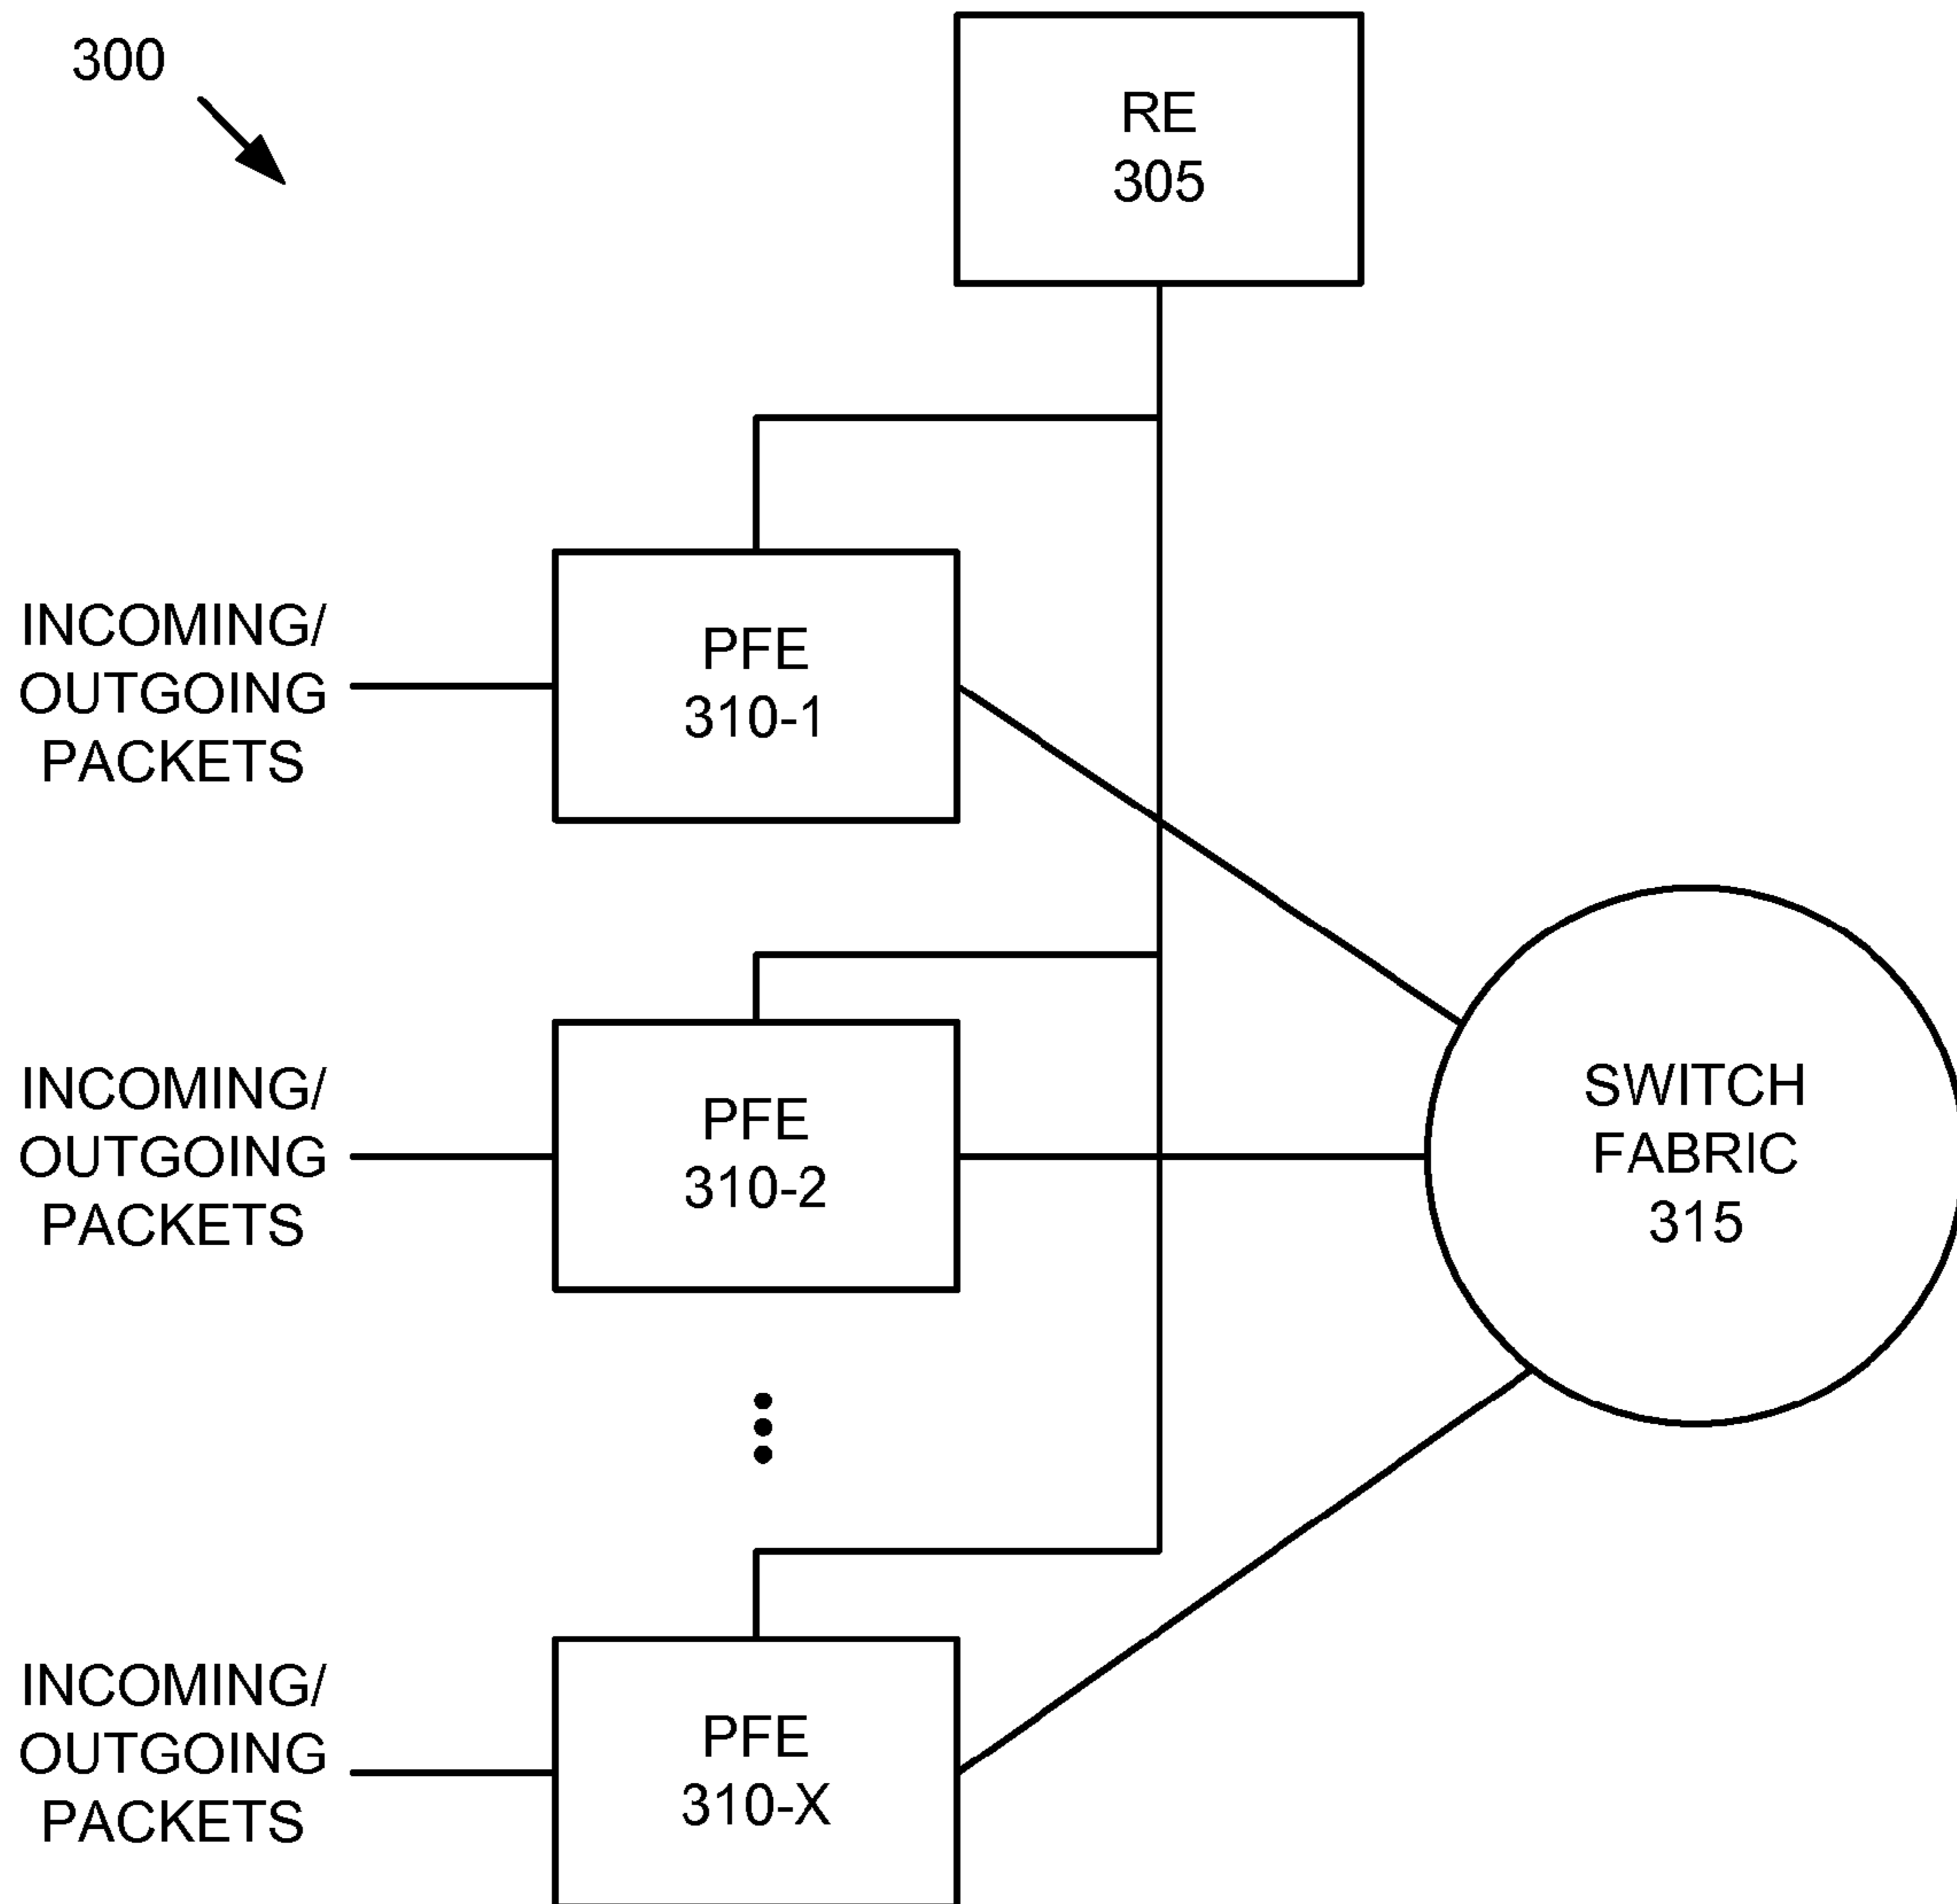 300
RE
305
INCOMING/
OUTGOING
PACKETS
PFE
310-1
INCOMING/
OUTGOING
PACKETS
PFE
310-2
SWITCH
FABRIC
315
INCOMING/
OUTGOING
PACKETS
PFE
310-X